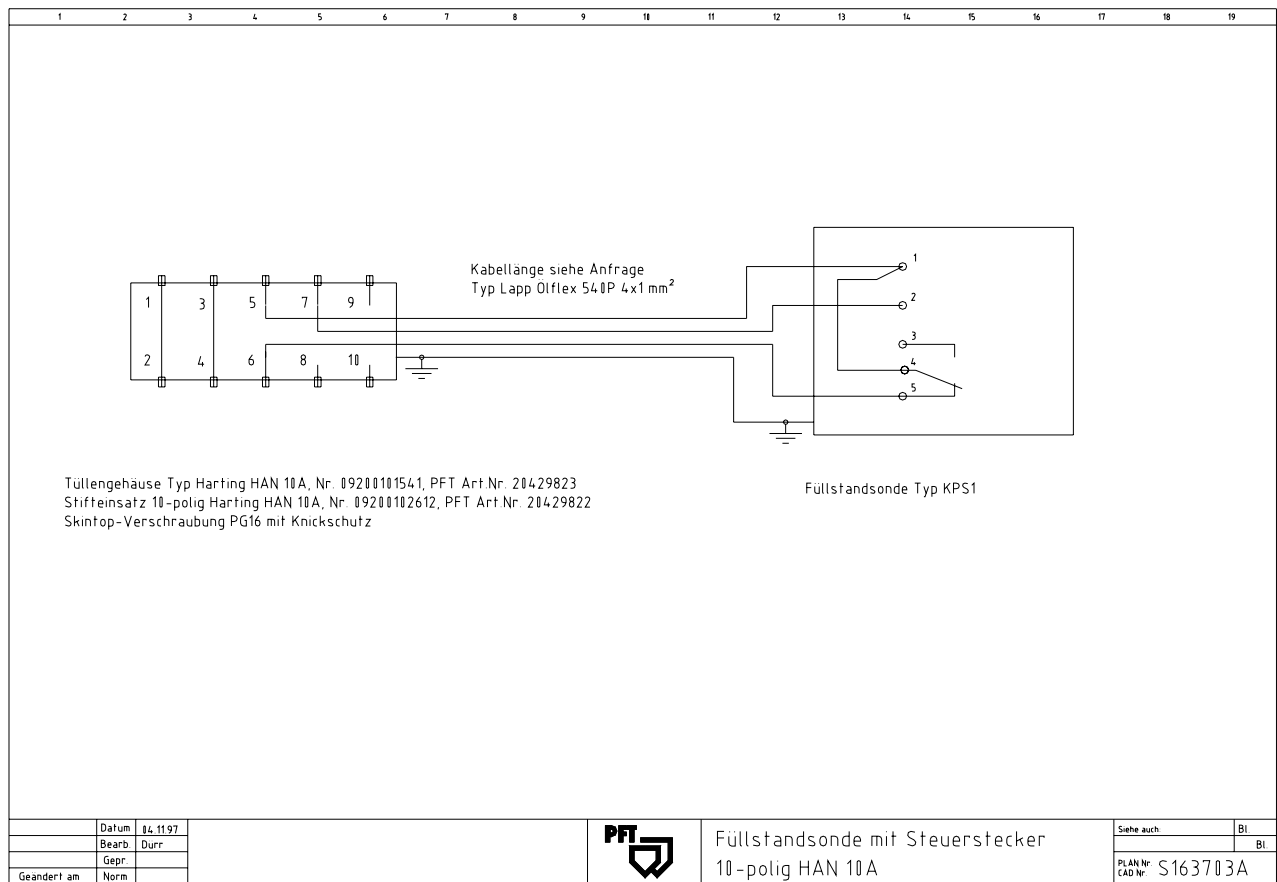 1 2 3 4 5 6 7 8 9 10 11 12 13 14 15 16 17 18 19
Kabellänge siehe Anfrage
Typ Lapp Ölflex 540P 4x1 mm²
1 3 5 7 9
2 4 6 8 10
1
2
3
4
5
Tüllengehäuse Typ Harting HAN 10A, Nr. 09200101541, PFT Art.Nr. 20429823
Stifteinsatz 10-polig Harting HAN 10A, Nr. 09200102612, PFT Art.Nr. 20429822
Skintop-Verschraubung PG16 mit Knickschutz
Füllstandsonde Typ KPS1
Datum 04.11.97
Bearb. Dürr
Gepr.
Geändert am Norm
PFT
Füllstandsonde mit Steuerstecker
10-polig HAN 10A
Siehe auch: Bl.
Bl.
PLAN Nr.
CAD Nr. S163703A